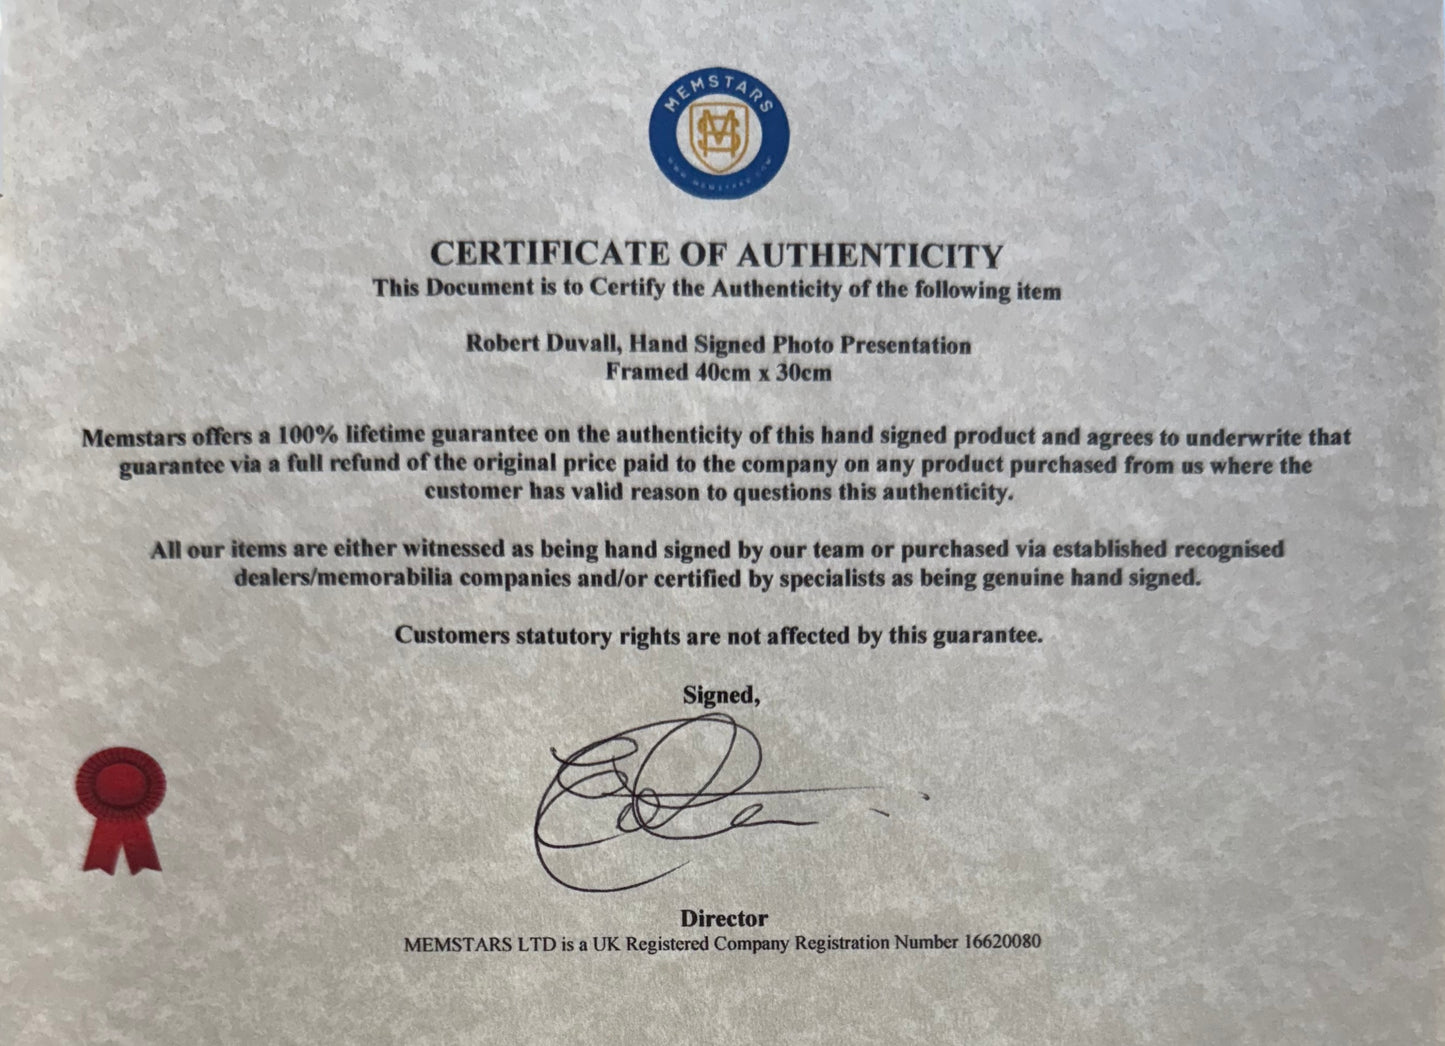 MEMSTARS
MS
WWW.MEMSTARS.COM
CERTIFICATE OF AUTHENTICITY
This Document is to Certify the Authenticity of the following item
Robert Duvall, Hand Signed Photo Presentation
Framed 40cm x 30cm
Memstars offers a 100% lifetime guarantee on the authenticity of this hand signed product and agrees to underwrite that
guarantee via a full refund of the original price paid to the company on any product purchased from us where the
customer has valid reason to questions this authenticity.
All our items are either witnessed as being hand signed by our team or purchased via established recognised
dealers/memorabilia companies and/or certified by specialists as being genuine hand signed.
Customers statutory rights are not affected by this guarantee.
Signed,
Director
MEMSTARS LTD is a UK Registered Company Registration Number 16620080